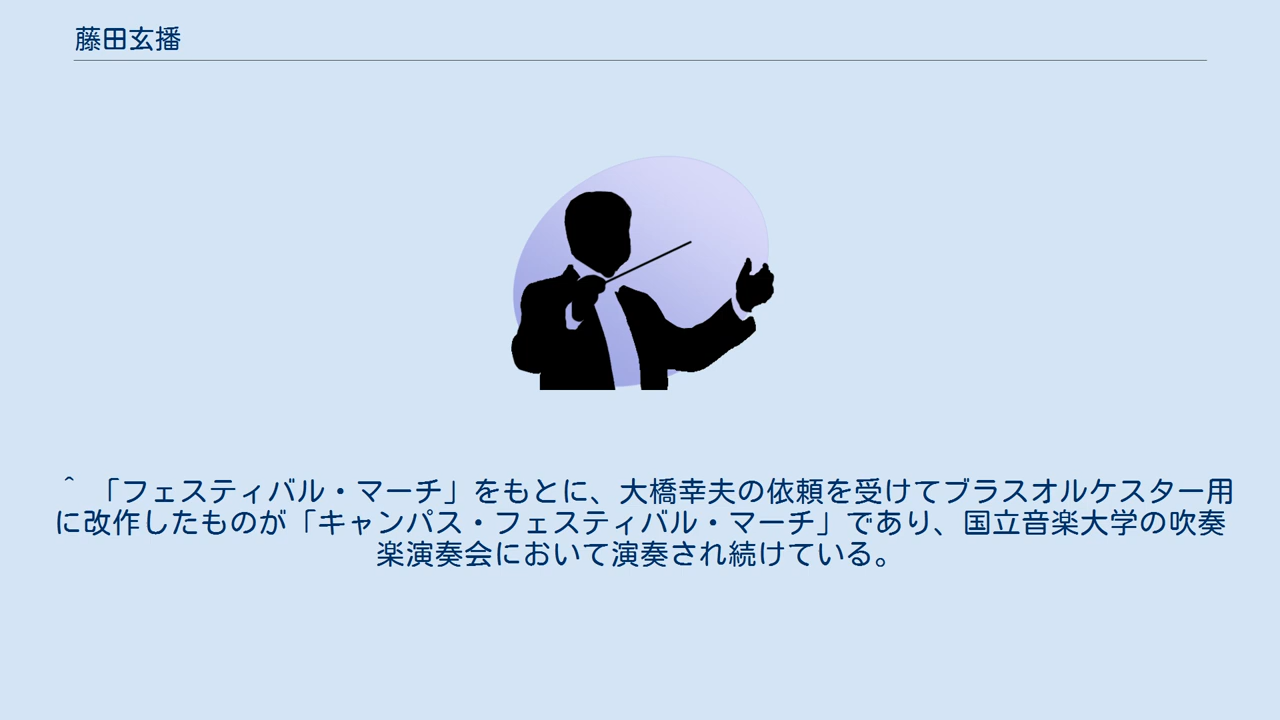 藤田玄播
^ 「フェスティバル・マーチ」をもとに、大橋幸夫の依頼を受けてブラスオルケスター用
に改作したものが「キャンパス・フェスティバル・マーチ」であり、国立音楽大学の吹奏
楽演奏会において演奏され続けている。